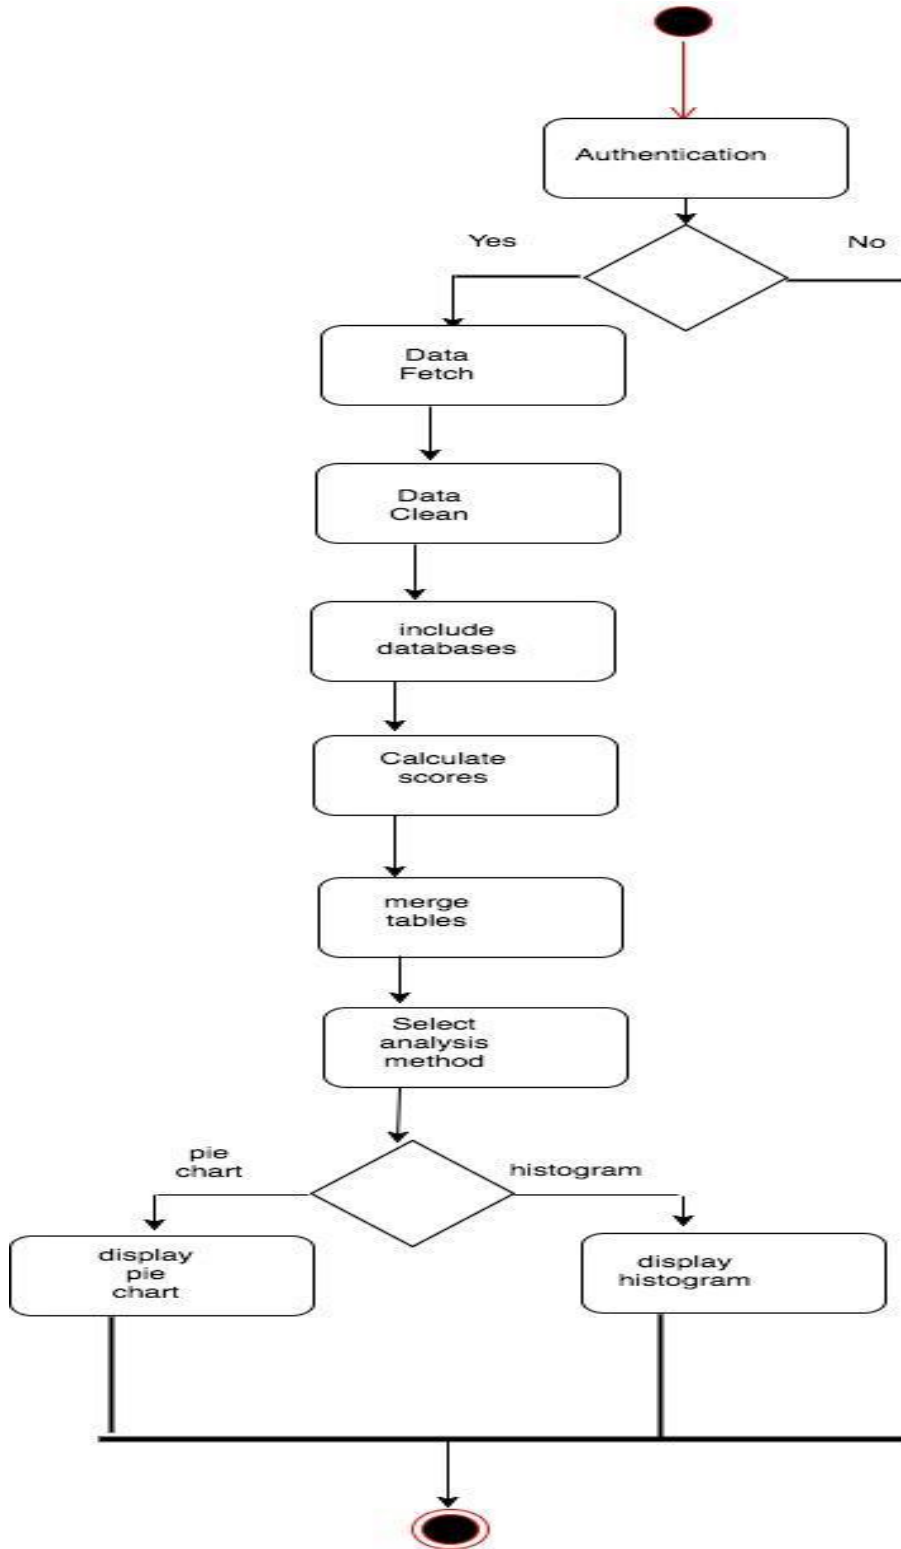 Authentication
Yes
No
Data
Fetch
Data
Clean
include
databases
Calculate
scores
merge
tables
Select
analysis
method
pie
chart
histogram
display
pie
chart
display
histogram